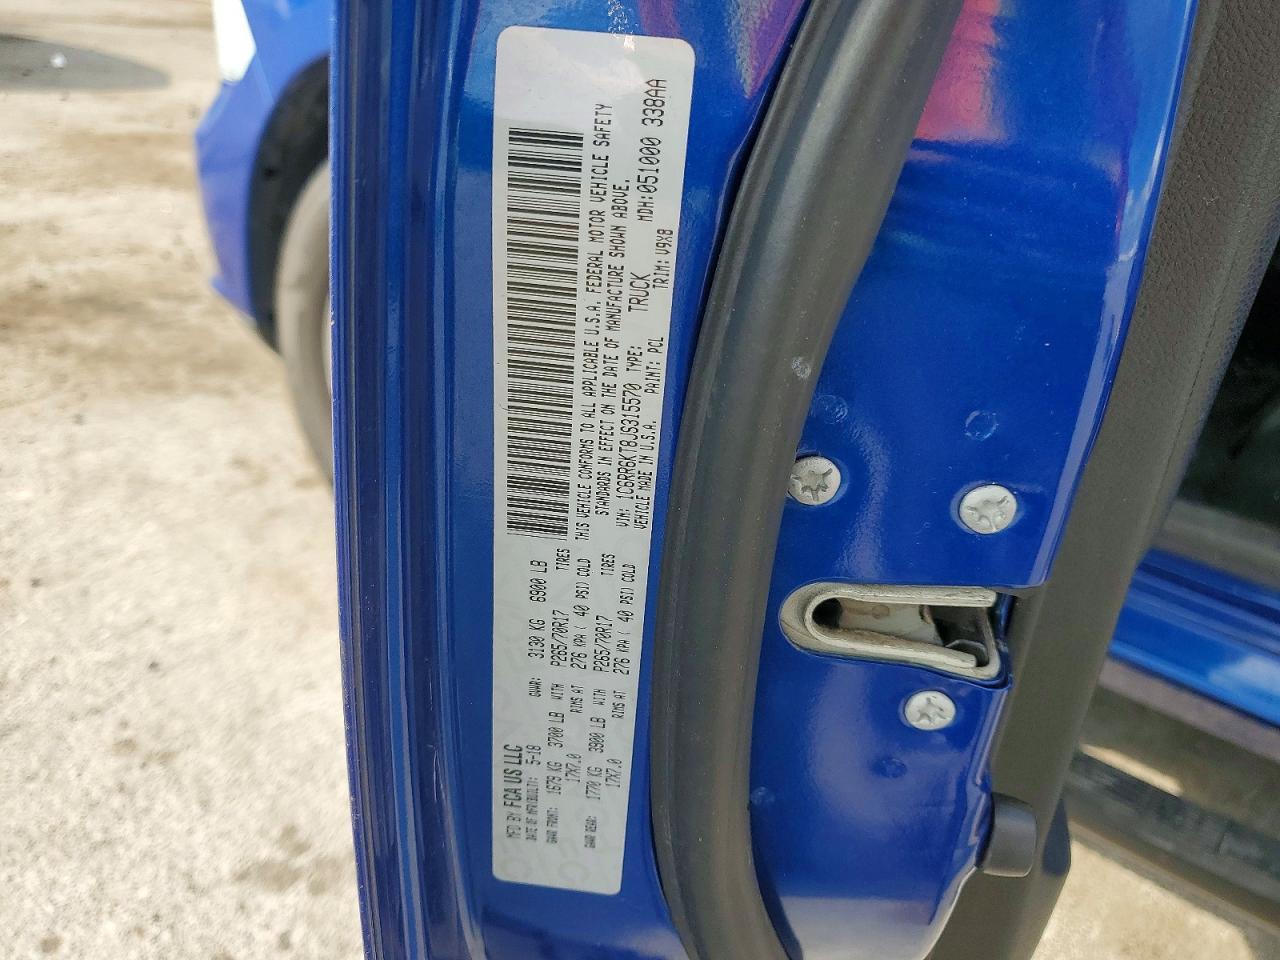 MFD BY FCA US LLC
DATE OF MFR(BUILT): 5-18 GVWR: 3130 KG 6900 LB
GAWR FRONT: 1679 KG 3700 LB WITH P265/70R17 TIRES
17X7.0 RIMS AT 276 KPA ( 40 PSI) COLD
GAWR REAR: 1770 KG 3900 LB WITH P265/70R17 TIRES
17X7.0 RIMS AT 276 KPA ( 40 PSI) COLD
THIS VEHICLE CONFORMS TO ALL APPLICABLE U.S.A. FEDERAL MOTOR VEHICLE SAFETY
STANDARDS IN EFFECT ON THE DATE OF MANUFACTURE SHOWN ABOVE.
VIN: 1C6RR6KT8JS315570 TYPE: TRUCK MDH:051000 338AA
VEHICLE MADE IN U.S.A. PAINT: PCL TRIM: V9X8